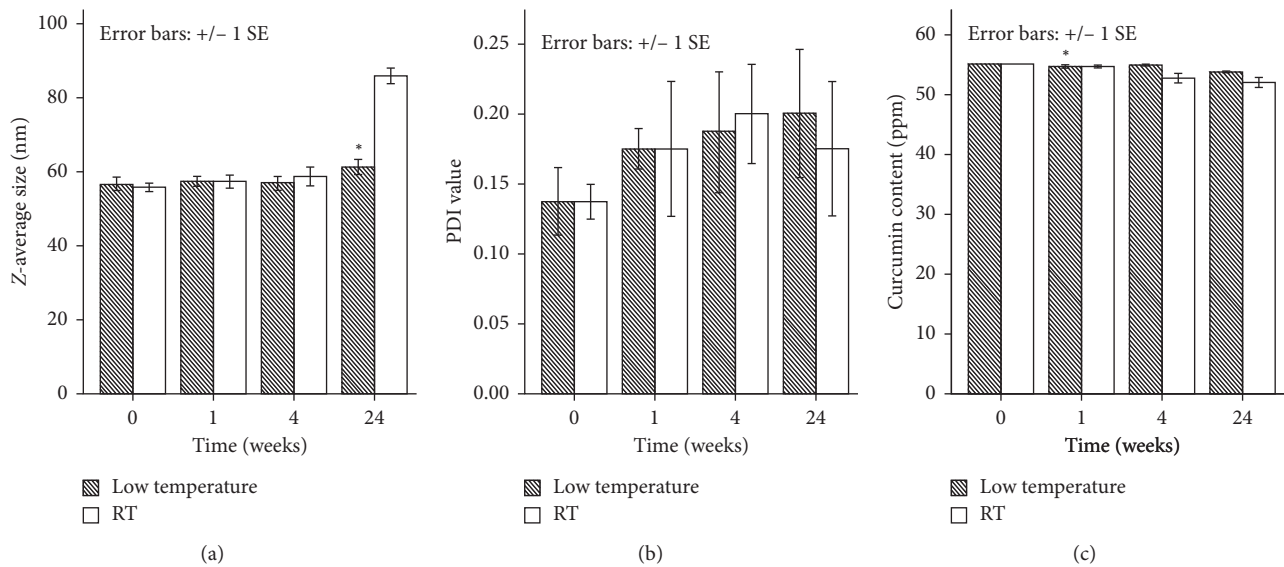 100
80
60
40
20
0
Z-average size (nm)
Error bars: +/– 1 SE
*
0 1 4 24
Time (weeks)
Low temperature
RT
(a)
0.25
0.20
0.15
0.10
0.05
0.00
PDI value
Error bars: +/– 1 SE
0 1 4 24
Time (weeks)
Low temperature
RT
(b)
60
50
40
30
20
10
0
Curcumin content (ppm)
Error bars: +/– 1 SE
*
0 1 4 24
Time (weeks)
Low temperature
RT
(c)